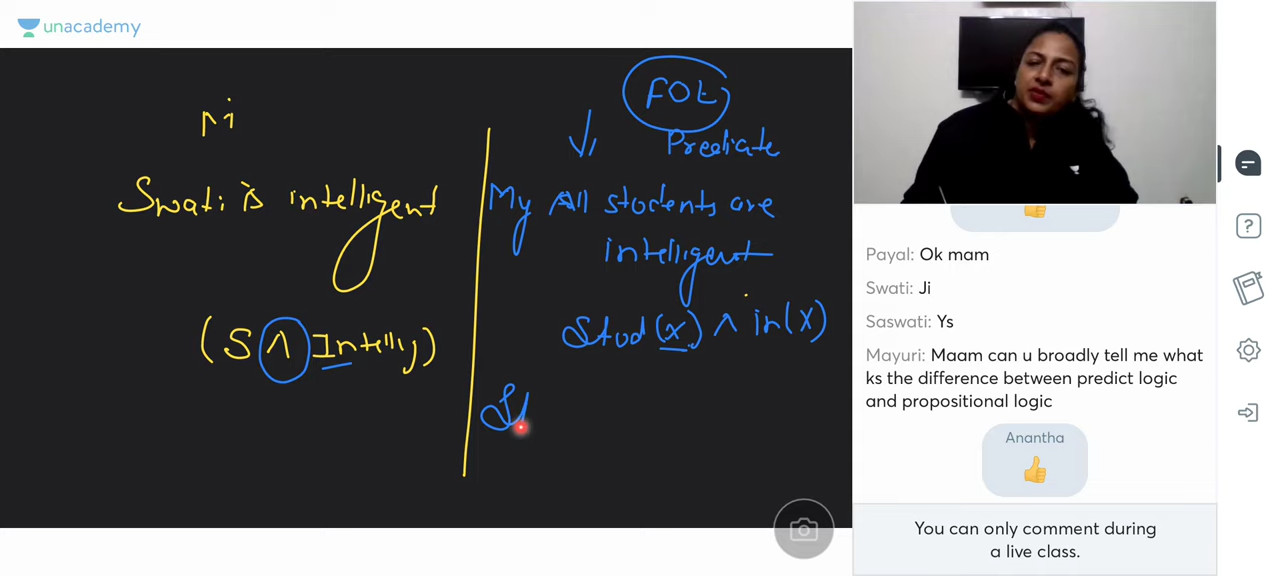 unacademy
FOL
Predicate
Swati is intelligent
(S ∧ Intellig)
My All students are
intelligent
Stud(x) ∧ in(x)
Payal: Ok mam
Swati: Ji
Saswati: Ys
Mayuri: Maam can u broadly tell me what
ks the difference between predict logic
and propositional logic
Anantha
You can only comment during
a live class.